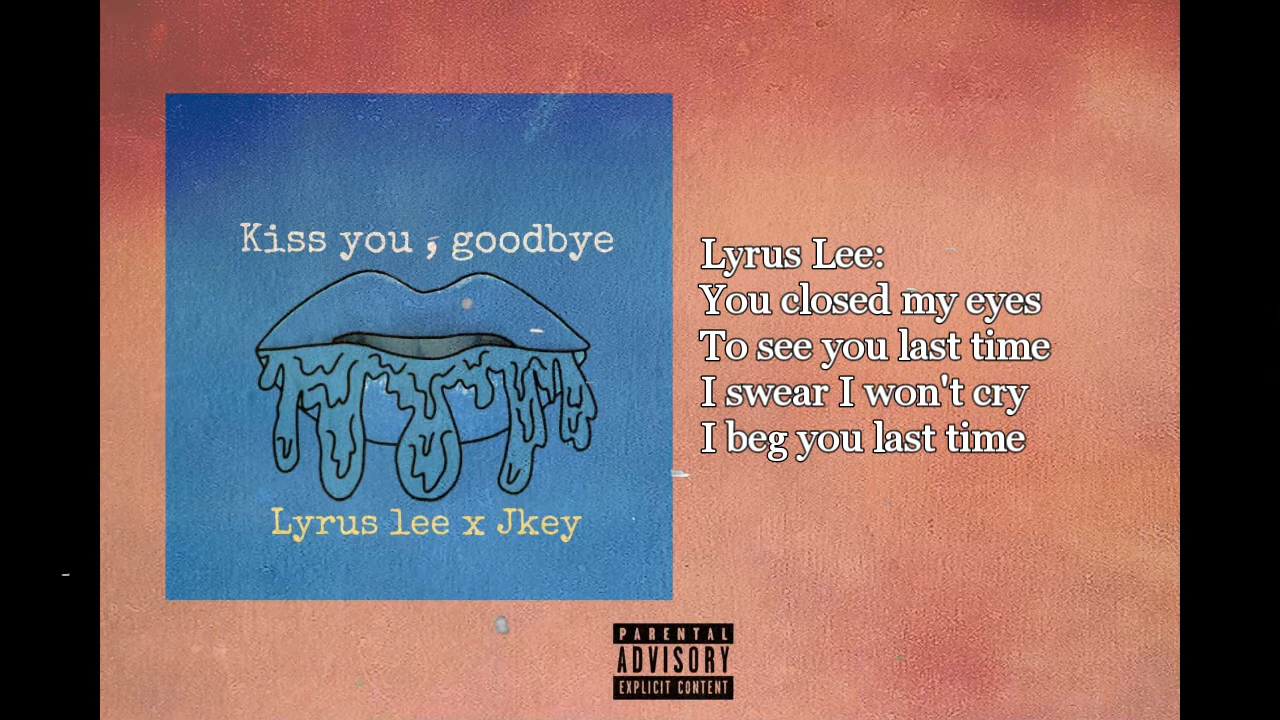 Kiss you , goodbye
Lyrus lee x Jkey
Lyrus Lee:
You closed my eyes
To see you last time
I swear I won't cry
I beg you last time
PARENTAL
ADVISORY
EXPLICIT CONTENT